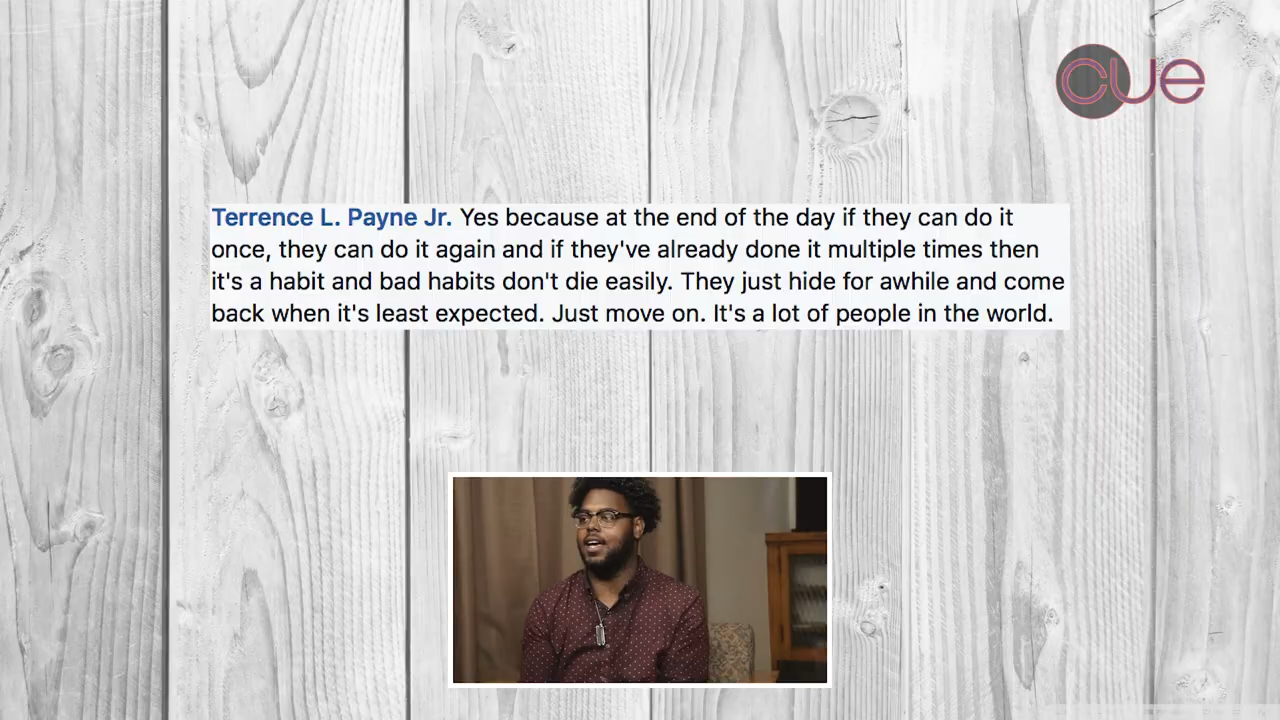 cue
Terrence L. Payne Jr. Yes because at the end of the day if they can do it
once, they can do it again and if they've already done it multiple times then
it's a habit and bad habits don't die easily. They just hide for awhile and come
back when it's least expected. Just move on. It's a lot of people in the world.